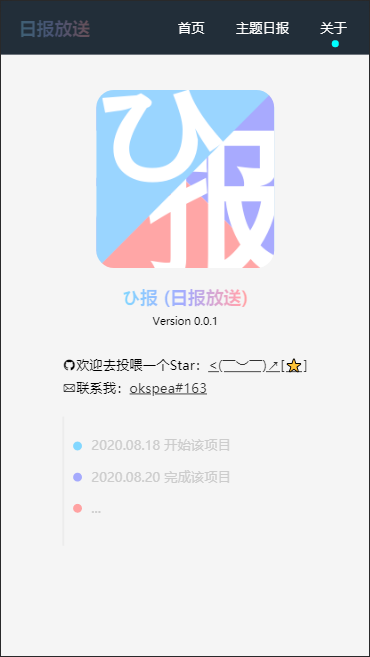 日报放送 首页 主题日报 关于
ひ报
ひ报 (日报放送)
Version 0.0.1
欢迎去投喂一个Star：<(￣︶￣)↗[⭐]
联系我：okspea#163
2020.08.18 开始该项目
2020.08.20 完成该项目
...